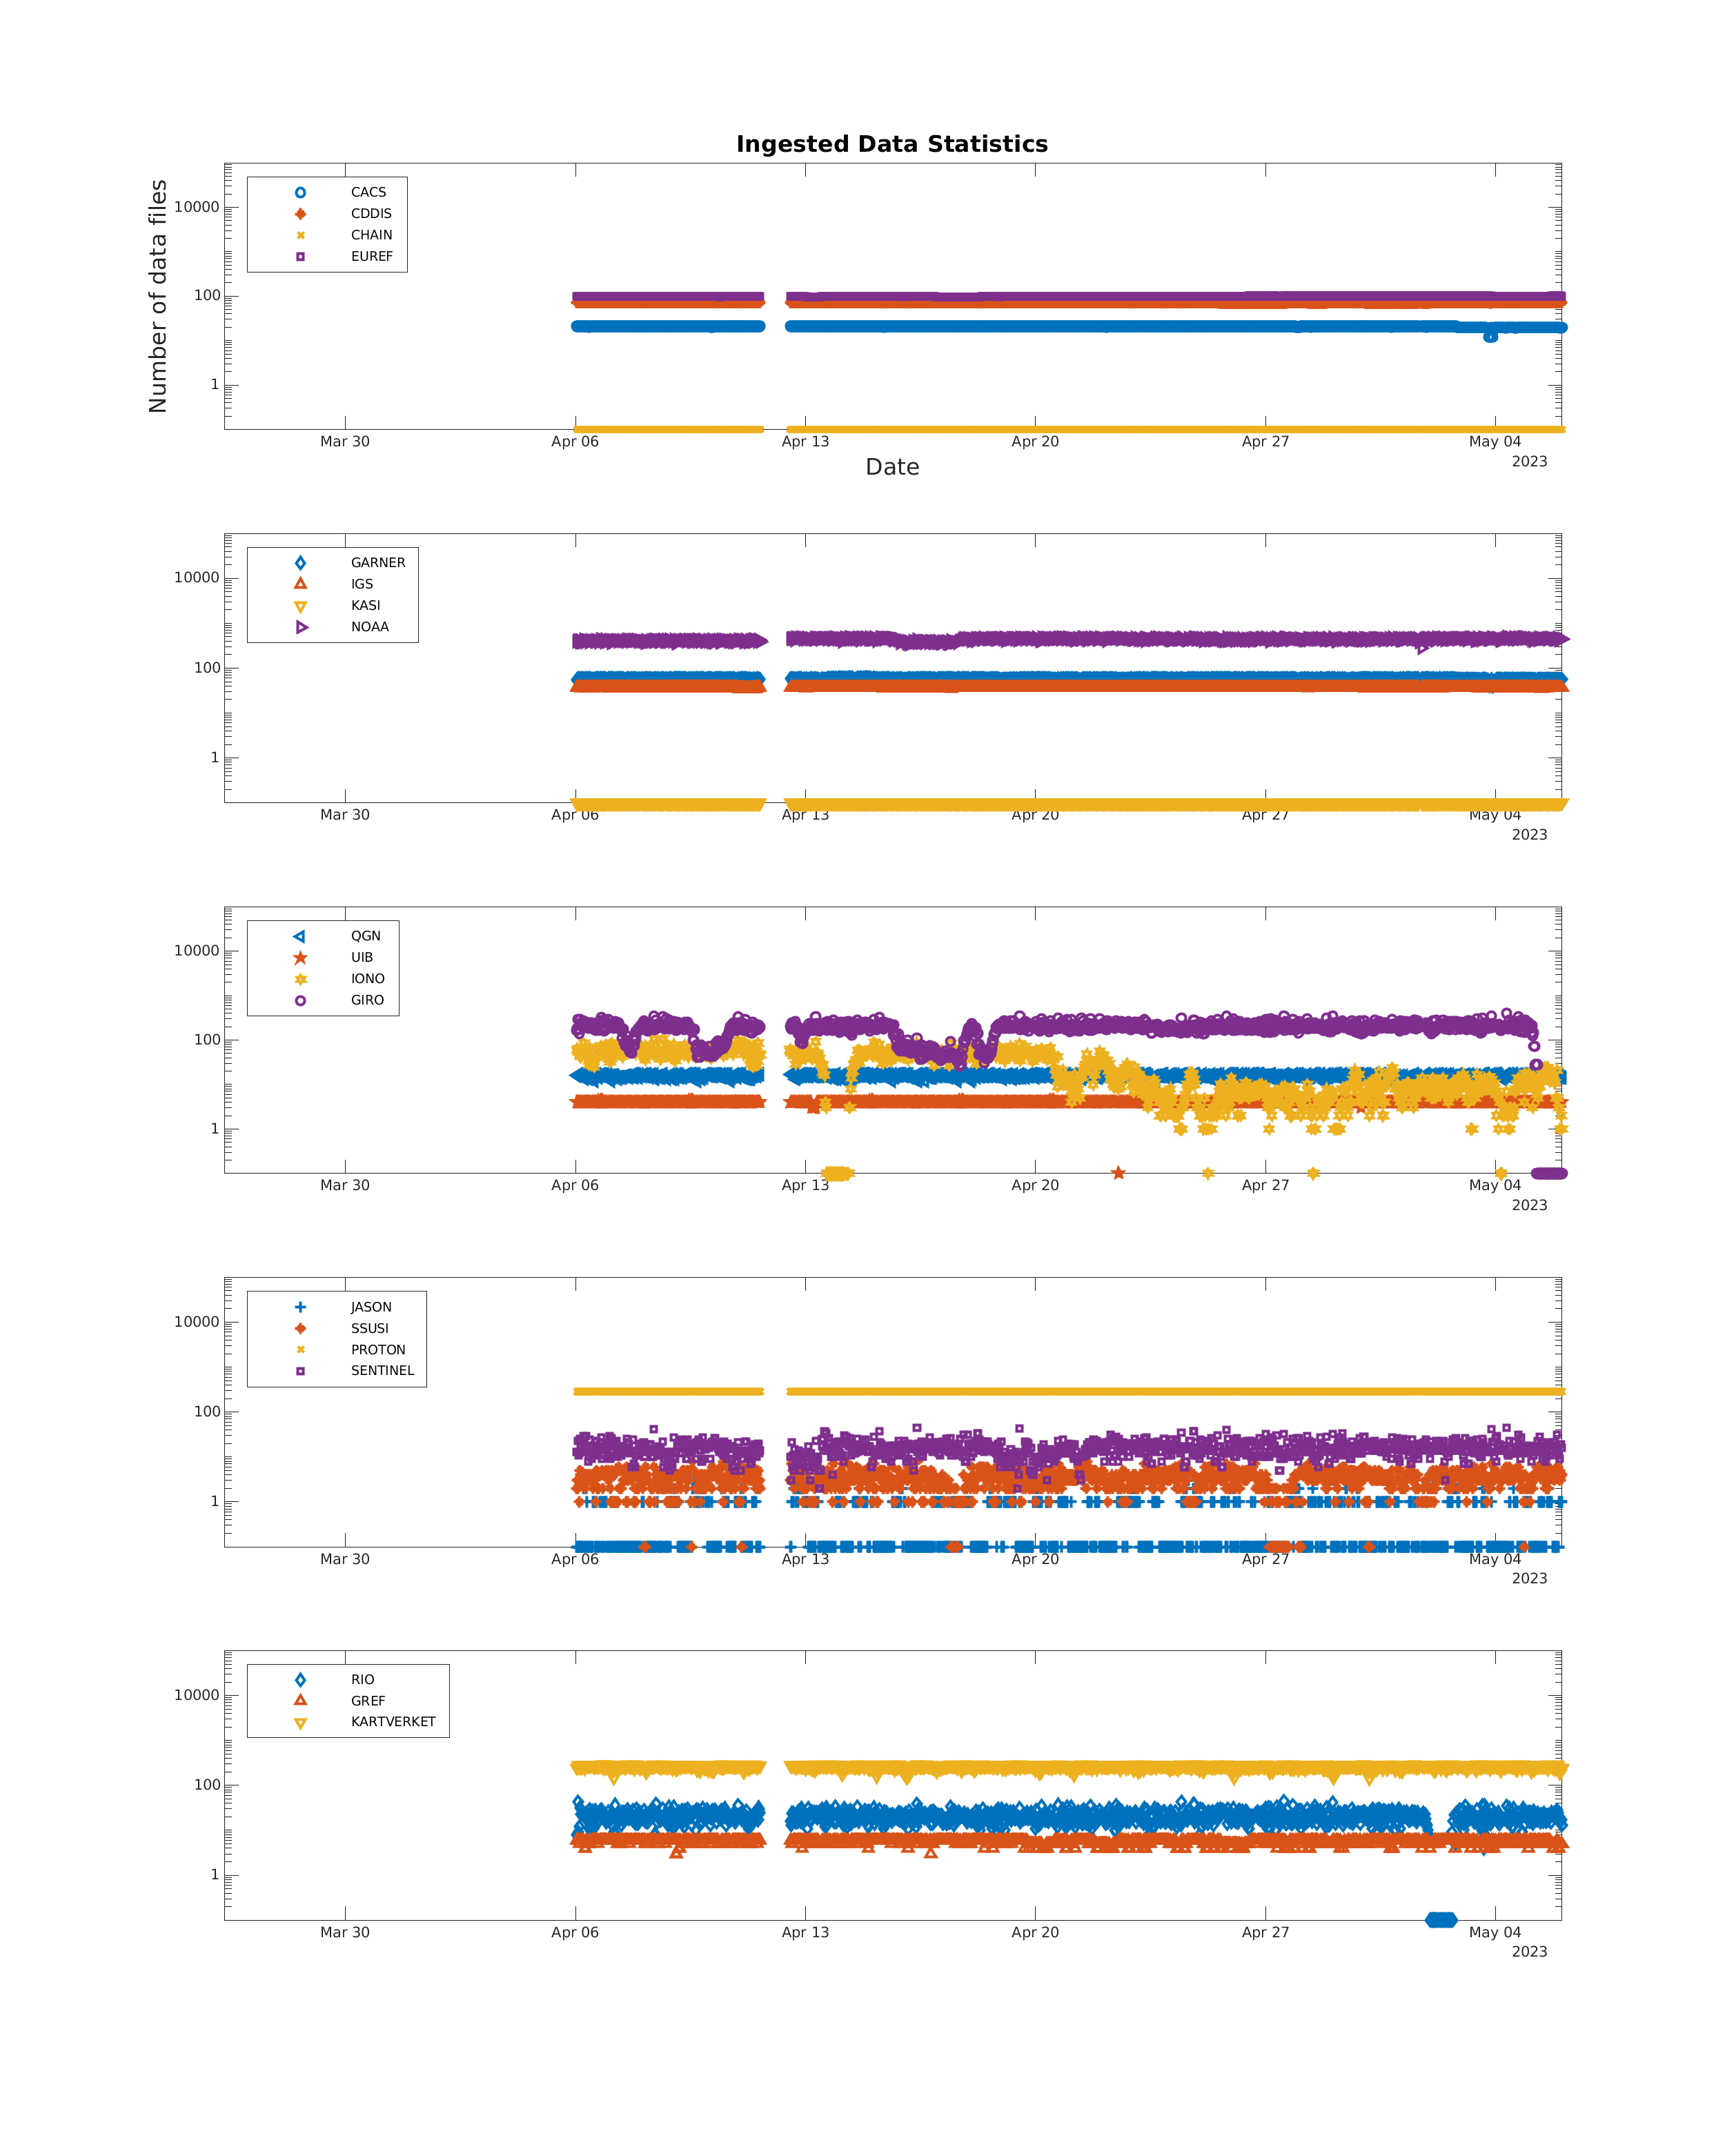 Ingested Data Statistics
Number of data files
CACS
CDDIS
CHAIN
EUREF
10000
100
1
Mar 30 Apr 06 Apr 13 Apr 20 Apr 27 May 04
2023
Date
GARNER
IGS
KASI
NOAA
10000
100
1
Mar 30 Apr 06 Apr 13 Apr 20 Apr 27 May 04
2023
QGN
UIB
IONO
GIRO
10000
100
1
Mar 30 Apr 06 Apr 13 Apr 20 Apr 27 May 04
2023
JASON
SSUSI
PROTON
SENTINEL
10000
100
1
Mar 30 Apr 06 Apr 13 Apr 20 Apr 27 May 04
2023
RIO
GREF
KARTVERKET
10000
100
1
Mar 30 Apr 06 Apr 13 Apr 20 Apr 27 May 04
2023